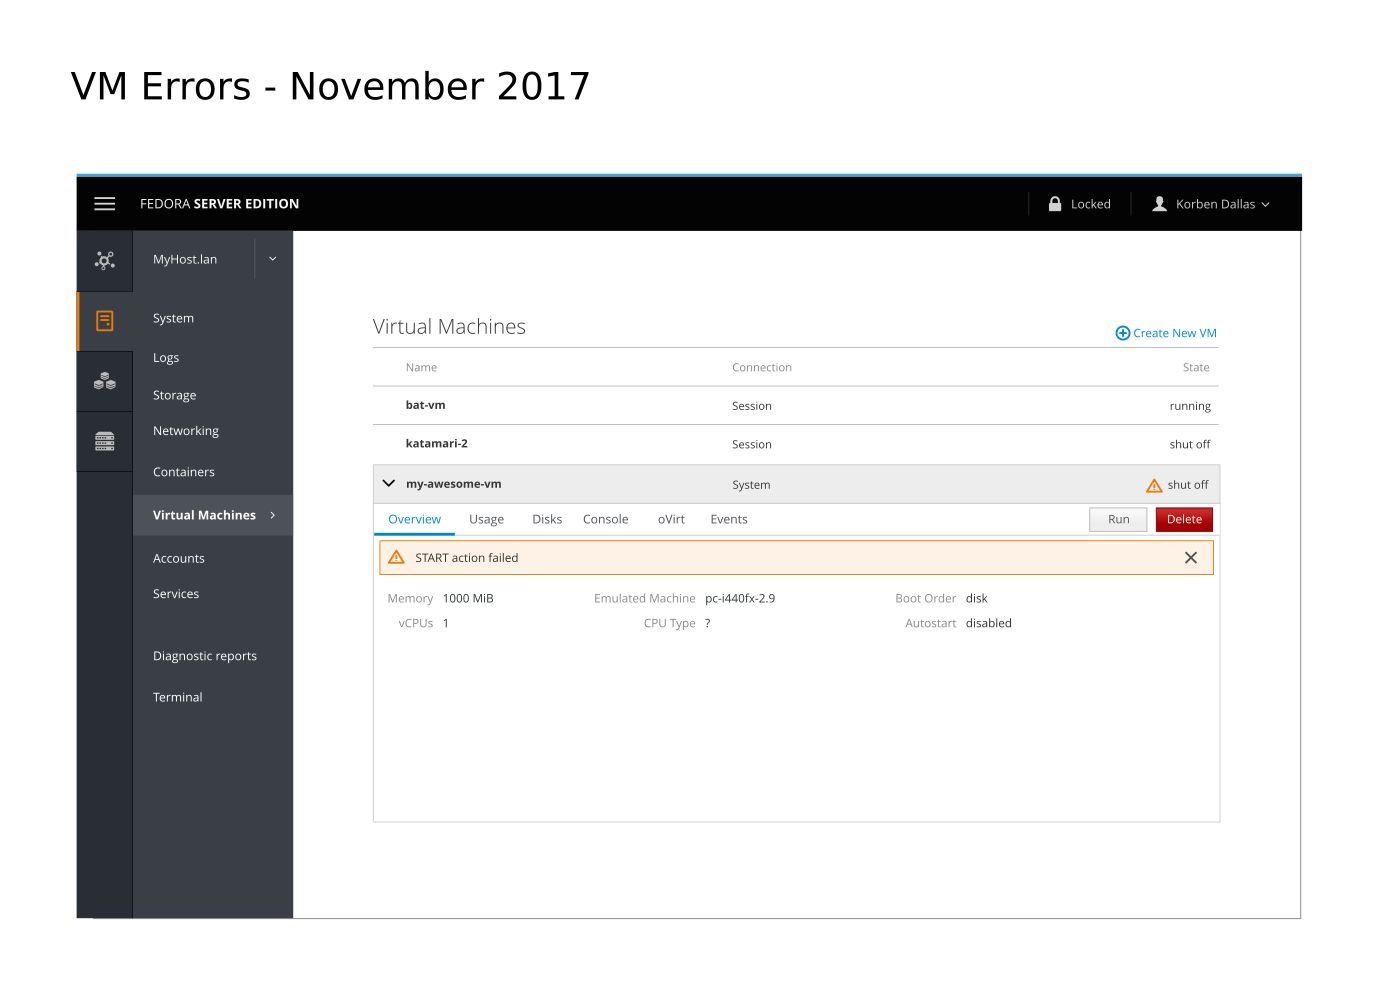 VM Errors - November 2017
FEDORA SERVER EDITION
Locked
Korben Dallas
MyHost.lan
System
Logs
Storage
Networking
Containers
Virtual Machines
Accounts
Services
Diagnostic reports
Terminal
Virtual Machines
Create New VM
Name Connection State
bat-vm Session running
katamari-2 Session shut off
my-awesome-vm System shut off
Overview Usage Disks Console oVirt Events Run Delete
START action failed
Memory 1000 MiB Emulated Machine pc-i440fx-2.9 Boot Order disk
vCPUs 1 CPU Type ? Autostart disabled